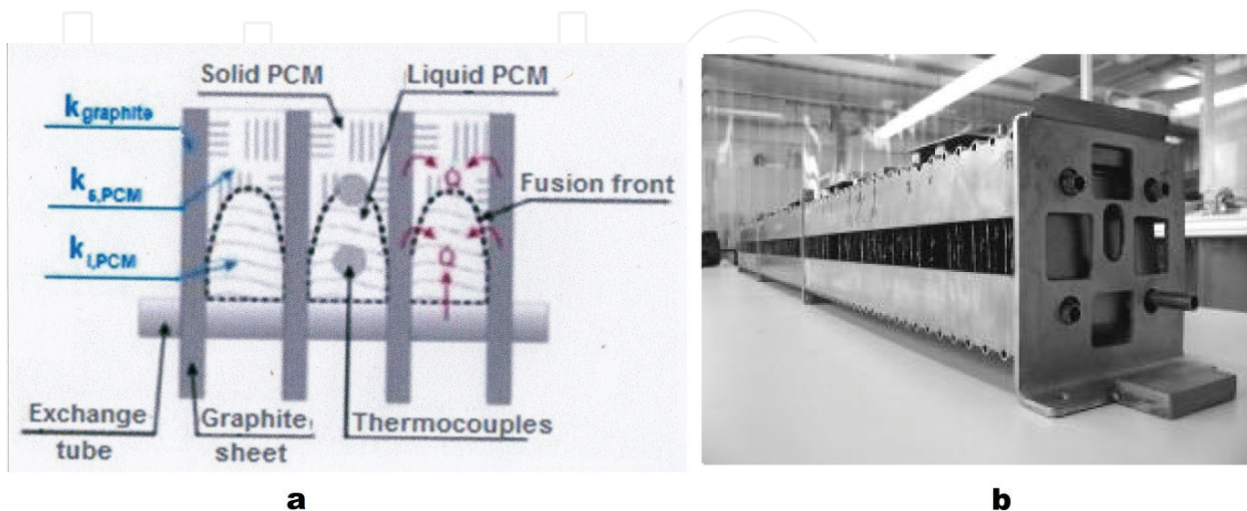 Solid PCM
Liquid PCM
kgraphite
ks,PCM
Q
Fusion front
kl,PCM
Q
Exchange tube
Graphite sheet
Thermocouples
a
b